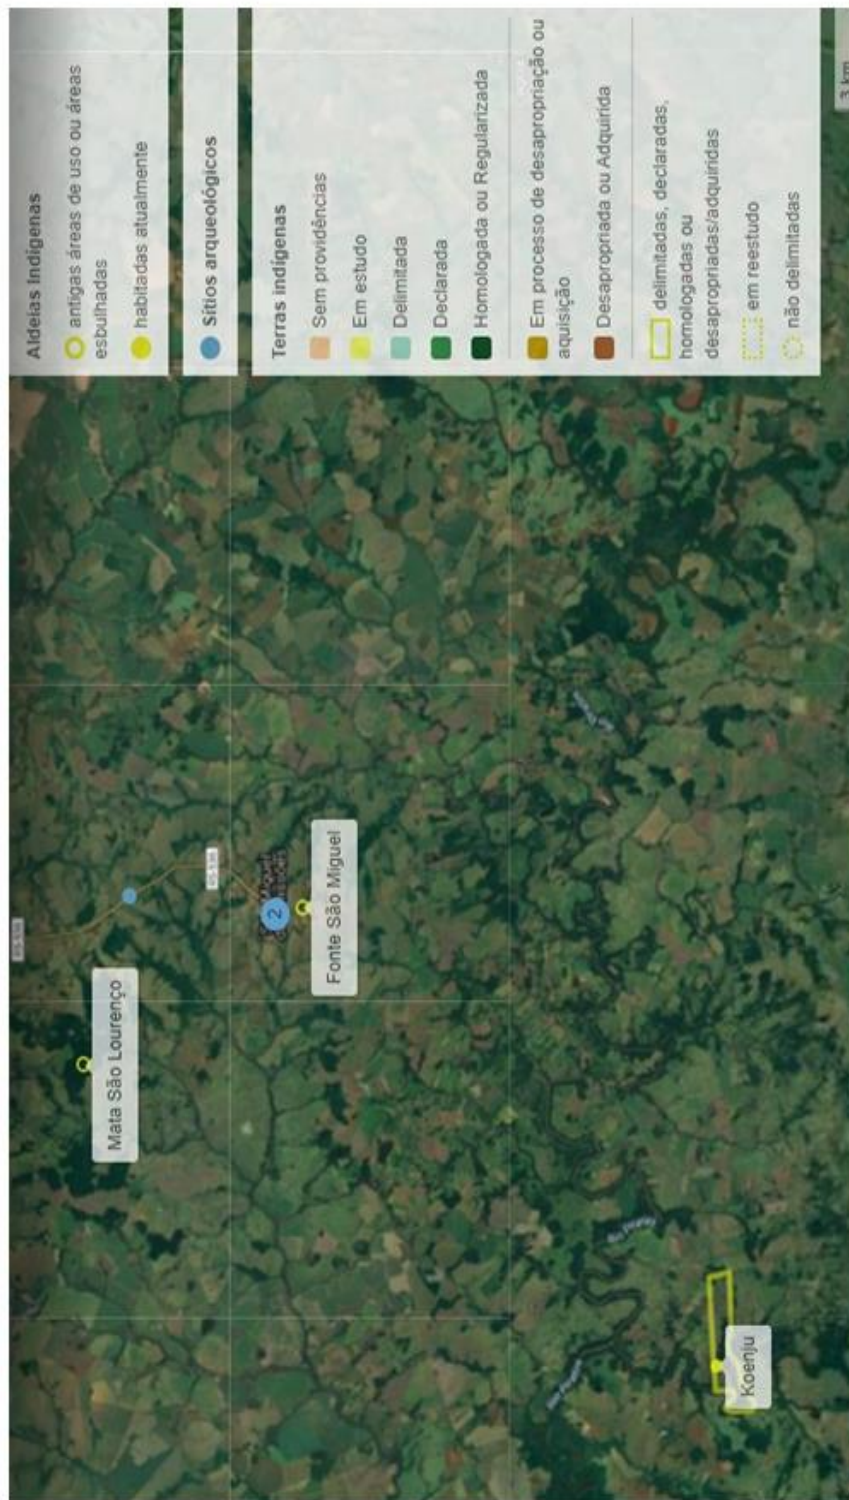 Aldeias Indígenas
antigas áreas de uso ou áreas
esbulhadas
habitadas atualmente
Sítios arqueológicos
Terras indígenas
Sem providências
Em estudo
Delimitada
Declarada
Homologada ou Regularizada
Em processo de desapropriação ou
aquisição
Desapropriada ou Adquirida
delimitadas, declaradas,
homologadas ou
desapropriadas/adquiridas
em reestudo
não delimitadas
3 km
RS-536
2
Mata São Lourenço
Fonte São Miguel
Koenju